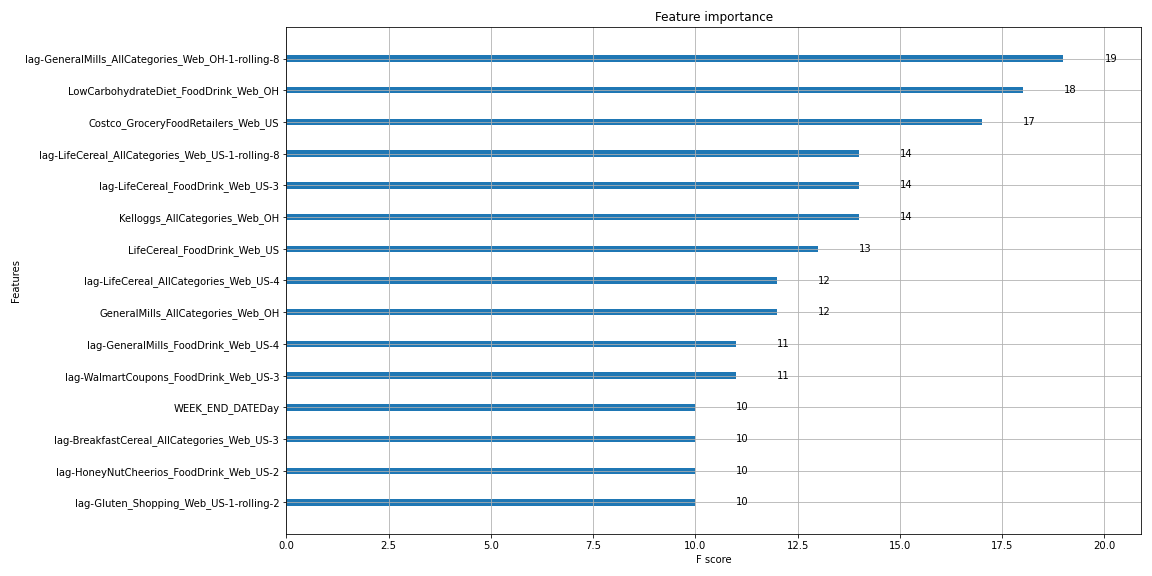 Feature importance
Features
lag-GeneralMills_AllCategories_Web_OH-1-rolling-8 19
LowCarbohydrateDiet_FoodDrink_Web_OH 18
Costco_GroceryFoodRetailers_Web_US 17
lag-LifeCereal_AllCategories_Web_US-1-rolling-8 14
lag-LifeCereal_FoodDrink_Web_US-3 14
Kelloggs_AllCategories_Web_OH 14
LifeCereal_FoodDrink_Web_US 13
lag-LifeCereal_AllCategories_Web_US-4 12
GeneralMills_AllCategories_Web_OH 12
lag-GeneralMills_FoodDrink_Web_US-4 11
lag-WalmartCoupons_FoodDrink_Web_US-3 11
WEEK_END_DATEDay 10
lag-BreakfastCereal_AllCategories_Web_US-3 10
lag-HoneyNutCheerios_FoodDrink_Web_US-2 10
lag-Gluten_Shopping_Web_US-1-rolling-2 10
0.0 2.5 5.0 7.5 10.0 12.5 15.0 17.5 20.0
F score